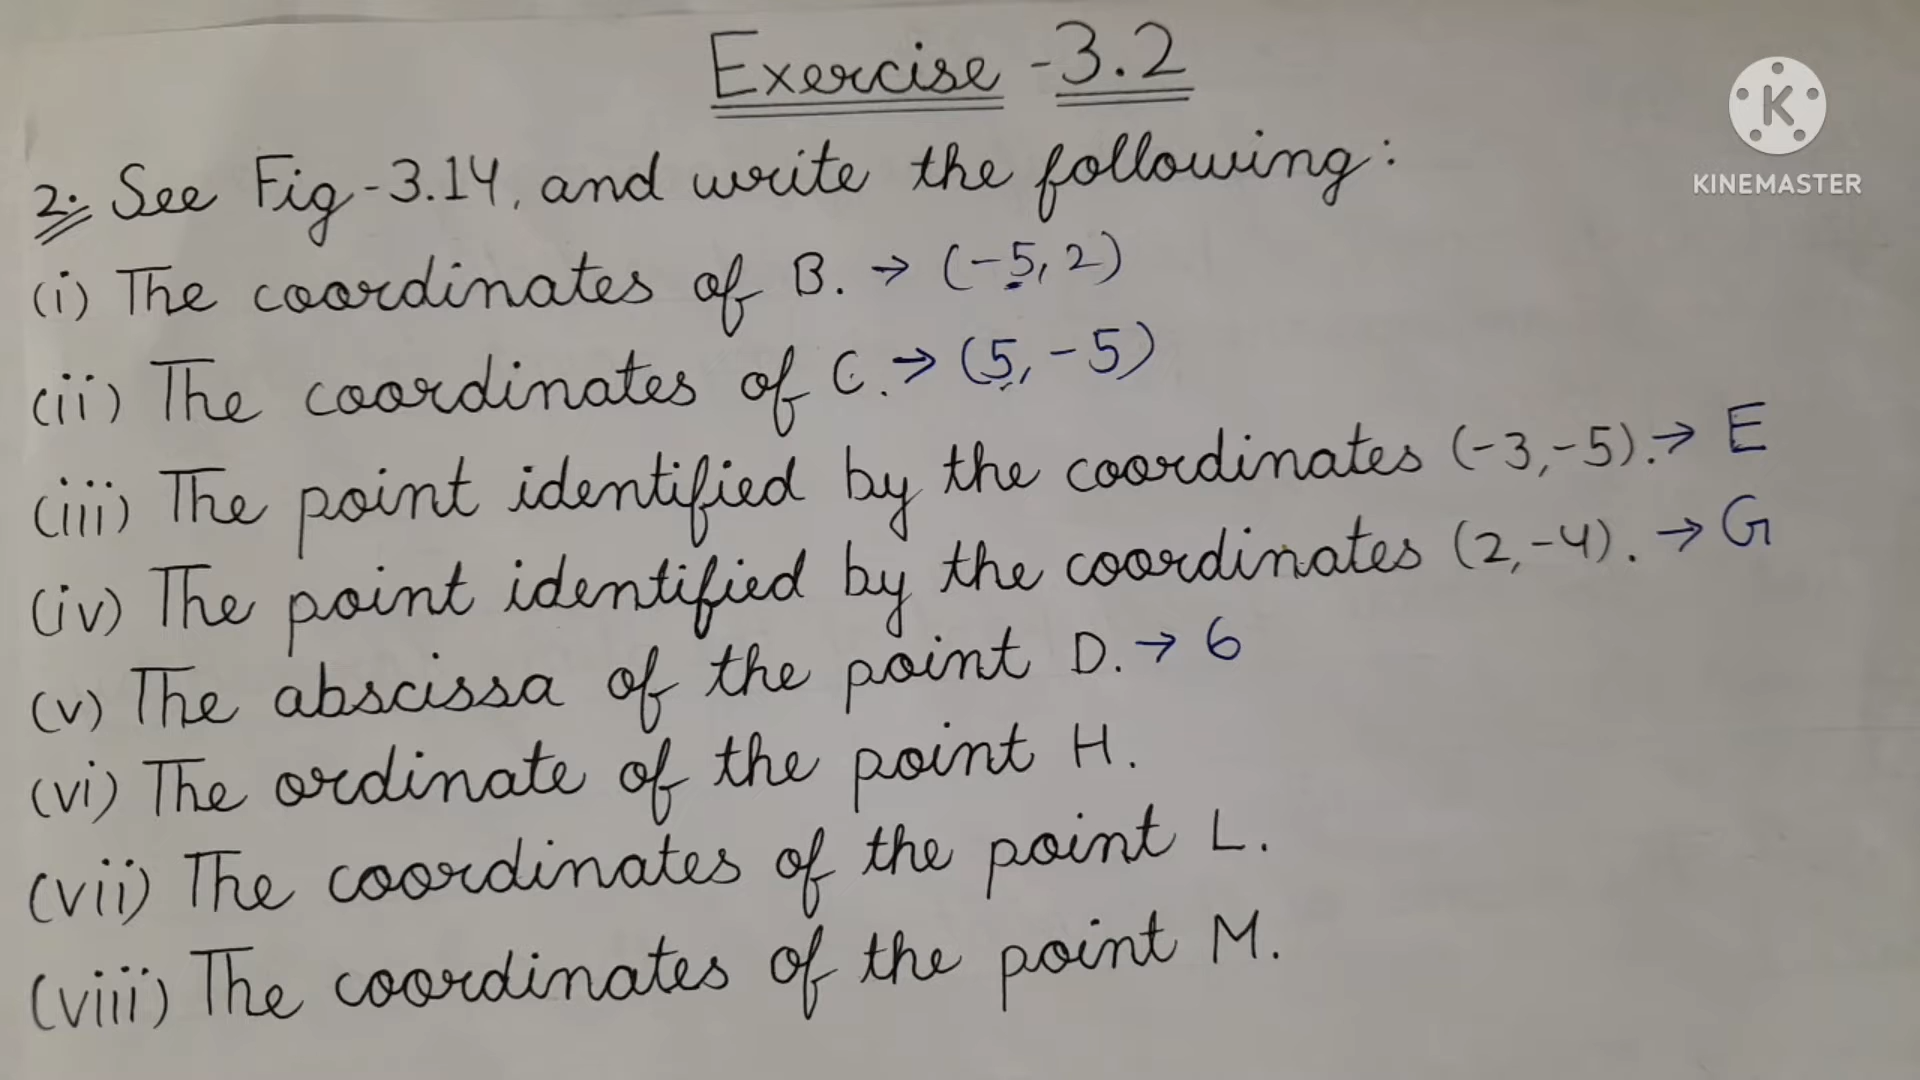 Exercise - 3.2
2. See Fig - 3.14, and write the following:
(i) The coordinates of B. → (-5, 2)
(ii) The coordinates of C. → (5, -5)
(iii) The point identified by the coordinates (-3, -5). → E
(iv) The point identified by the coordinates (2, -4). → G
(v) The abscissa of the point D. → 6
(vi) The ordinate of the point H.
(vii) The coordinates of the point L.
(viii) The coordinates of the point M.
K
KINEMASTER